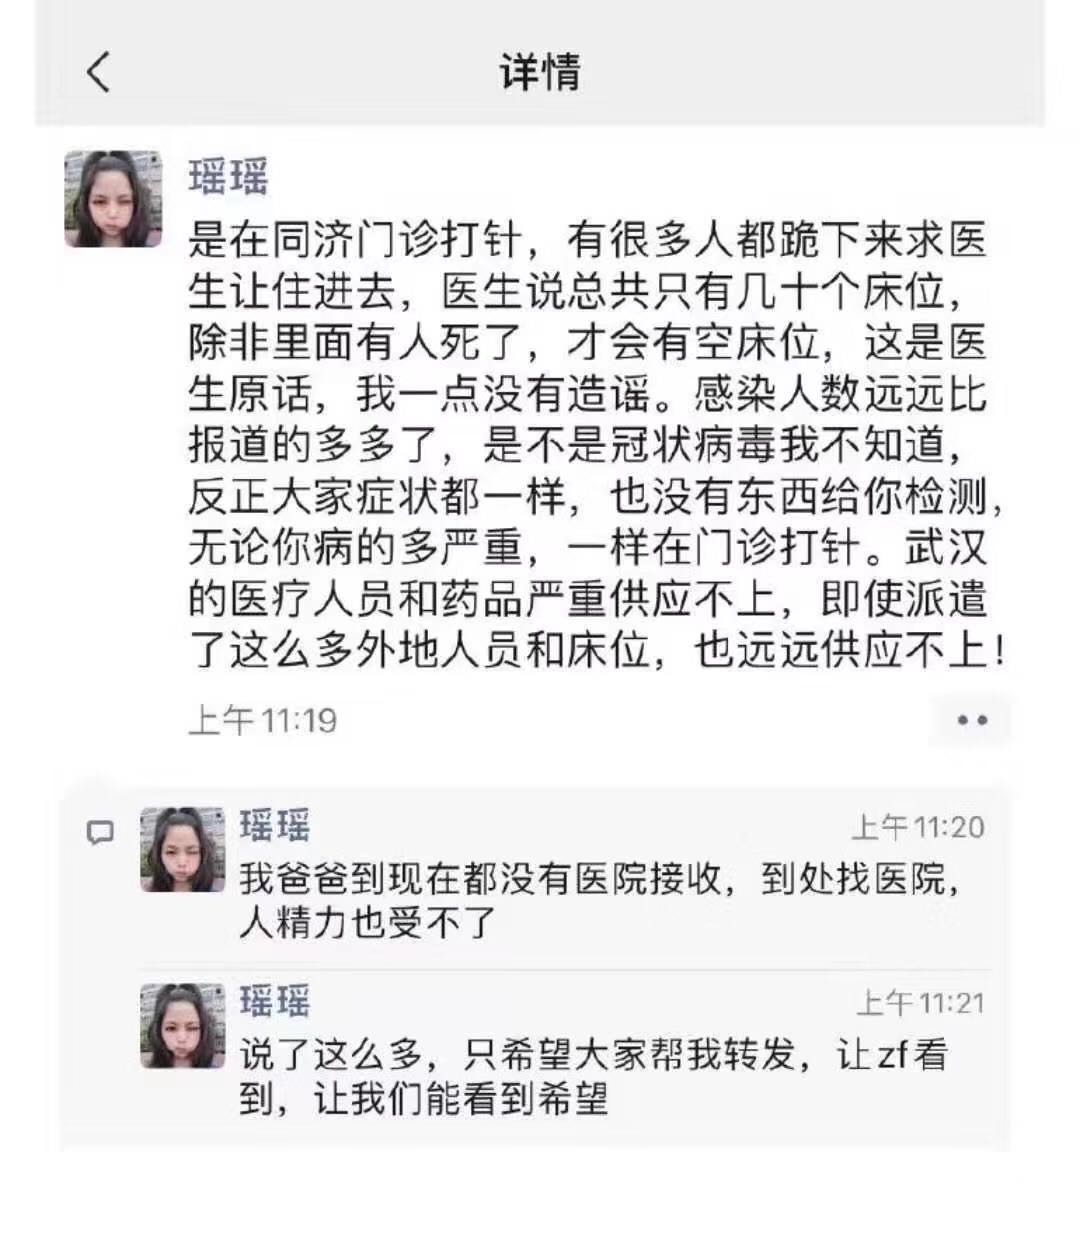 详情
瑶瑶
是在同济门诊打针，有很多人都跪下来求医
生让住进去，医生说总共只有几十个床位，
除非里面有人死了，才会有空床位，这是医
生原话，我一点没有造谣。感染人数远远比
报道的多多了，是不是冠状病毒我不知道，
反正大家症状都一样，也没有东西给你检测，
无论你病的多严重，一样在门诊打针。武汉
的医疗人员和药品严重供应不上，即使派遣
了这么多外地人员和床位，也远远供应不上！
上午11:19
瑶瑶 上午11:20
我爸爸到现在都没有医院接收，到处找医院，
人精力也受不了
瑶瑶 上午11:21
说了这么多，只希望大家帮我转发，让zf看
到，让我们能看到希望